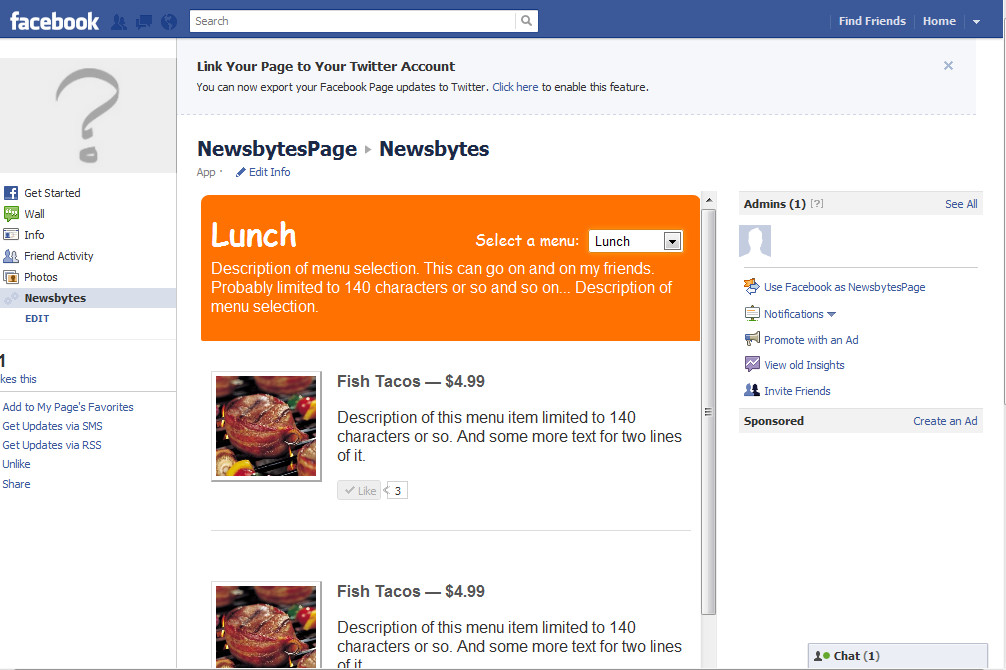 facebook
Search
Find Friends
Home
Link Your Page to Your Twitter Account
You can now export your Facebook Page updates to Twitter. Click here to enable this feature.
NewsbytesPage
Newsbytes
App ·
Edit Info
Get Started
Wall
Info
Friend Activity
Photos
Newsbytes
EDIT
1
kes this
Add to My Page's Favorites
Get Updates via SMS
Get Updates via RSS
Unlike
Share
Lunch
Select a menu:
Lunch
Description of menu selection. This can go on and on my friends.
Probably limited to 140 characters or so and so on... Description of
menu selection.
Fish Tacos — $4.99
Description of this menu item limited to 140
characters or so. And some more text for two lines
of it.
Like
3
Fish Tacos — $4.99
Description of this menu item limited to 140
characters or so. And some more text for two lines
of it.
Admins (1) [?]
See All
Use Facebook as NewsbytesPage
Notifications
Promote with an Ad
View old Insights
Invite Friends
Sponsored
Create an Ad
Chat (1)